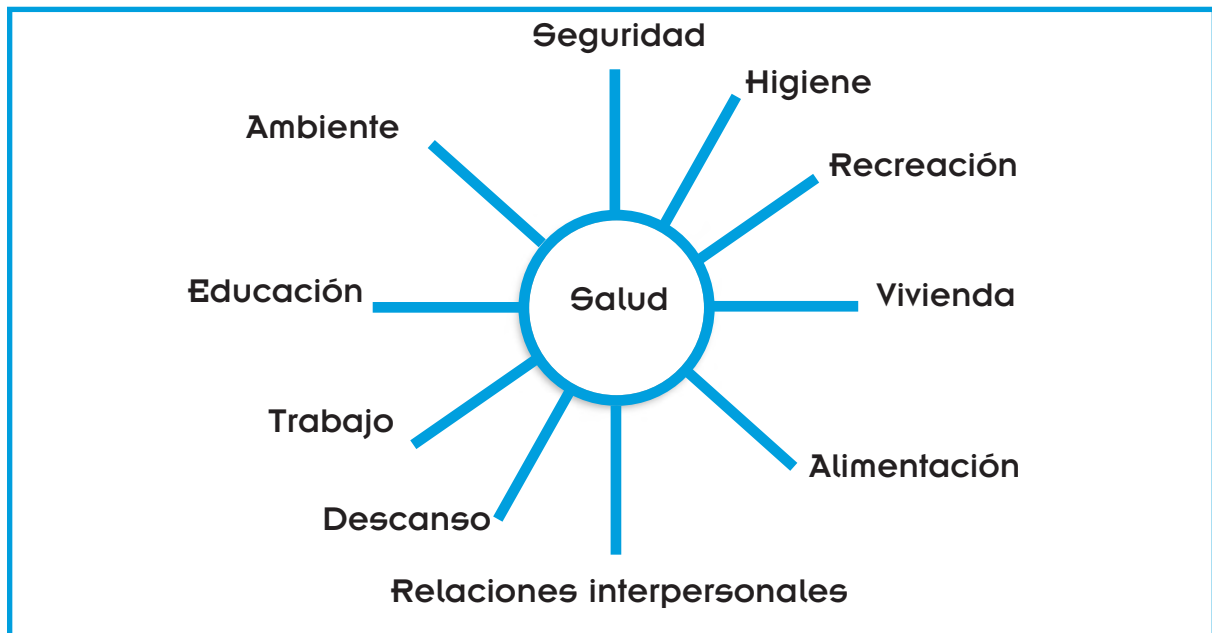 Seguridad
Higiene
Ambiente
Recreación
Educación
Salud
Vivienda
Trabajo
Alimentación
Descanso
Relaciones interpersonales